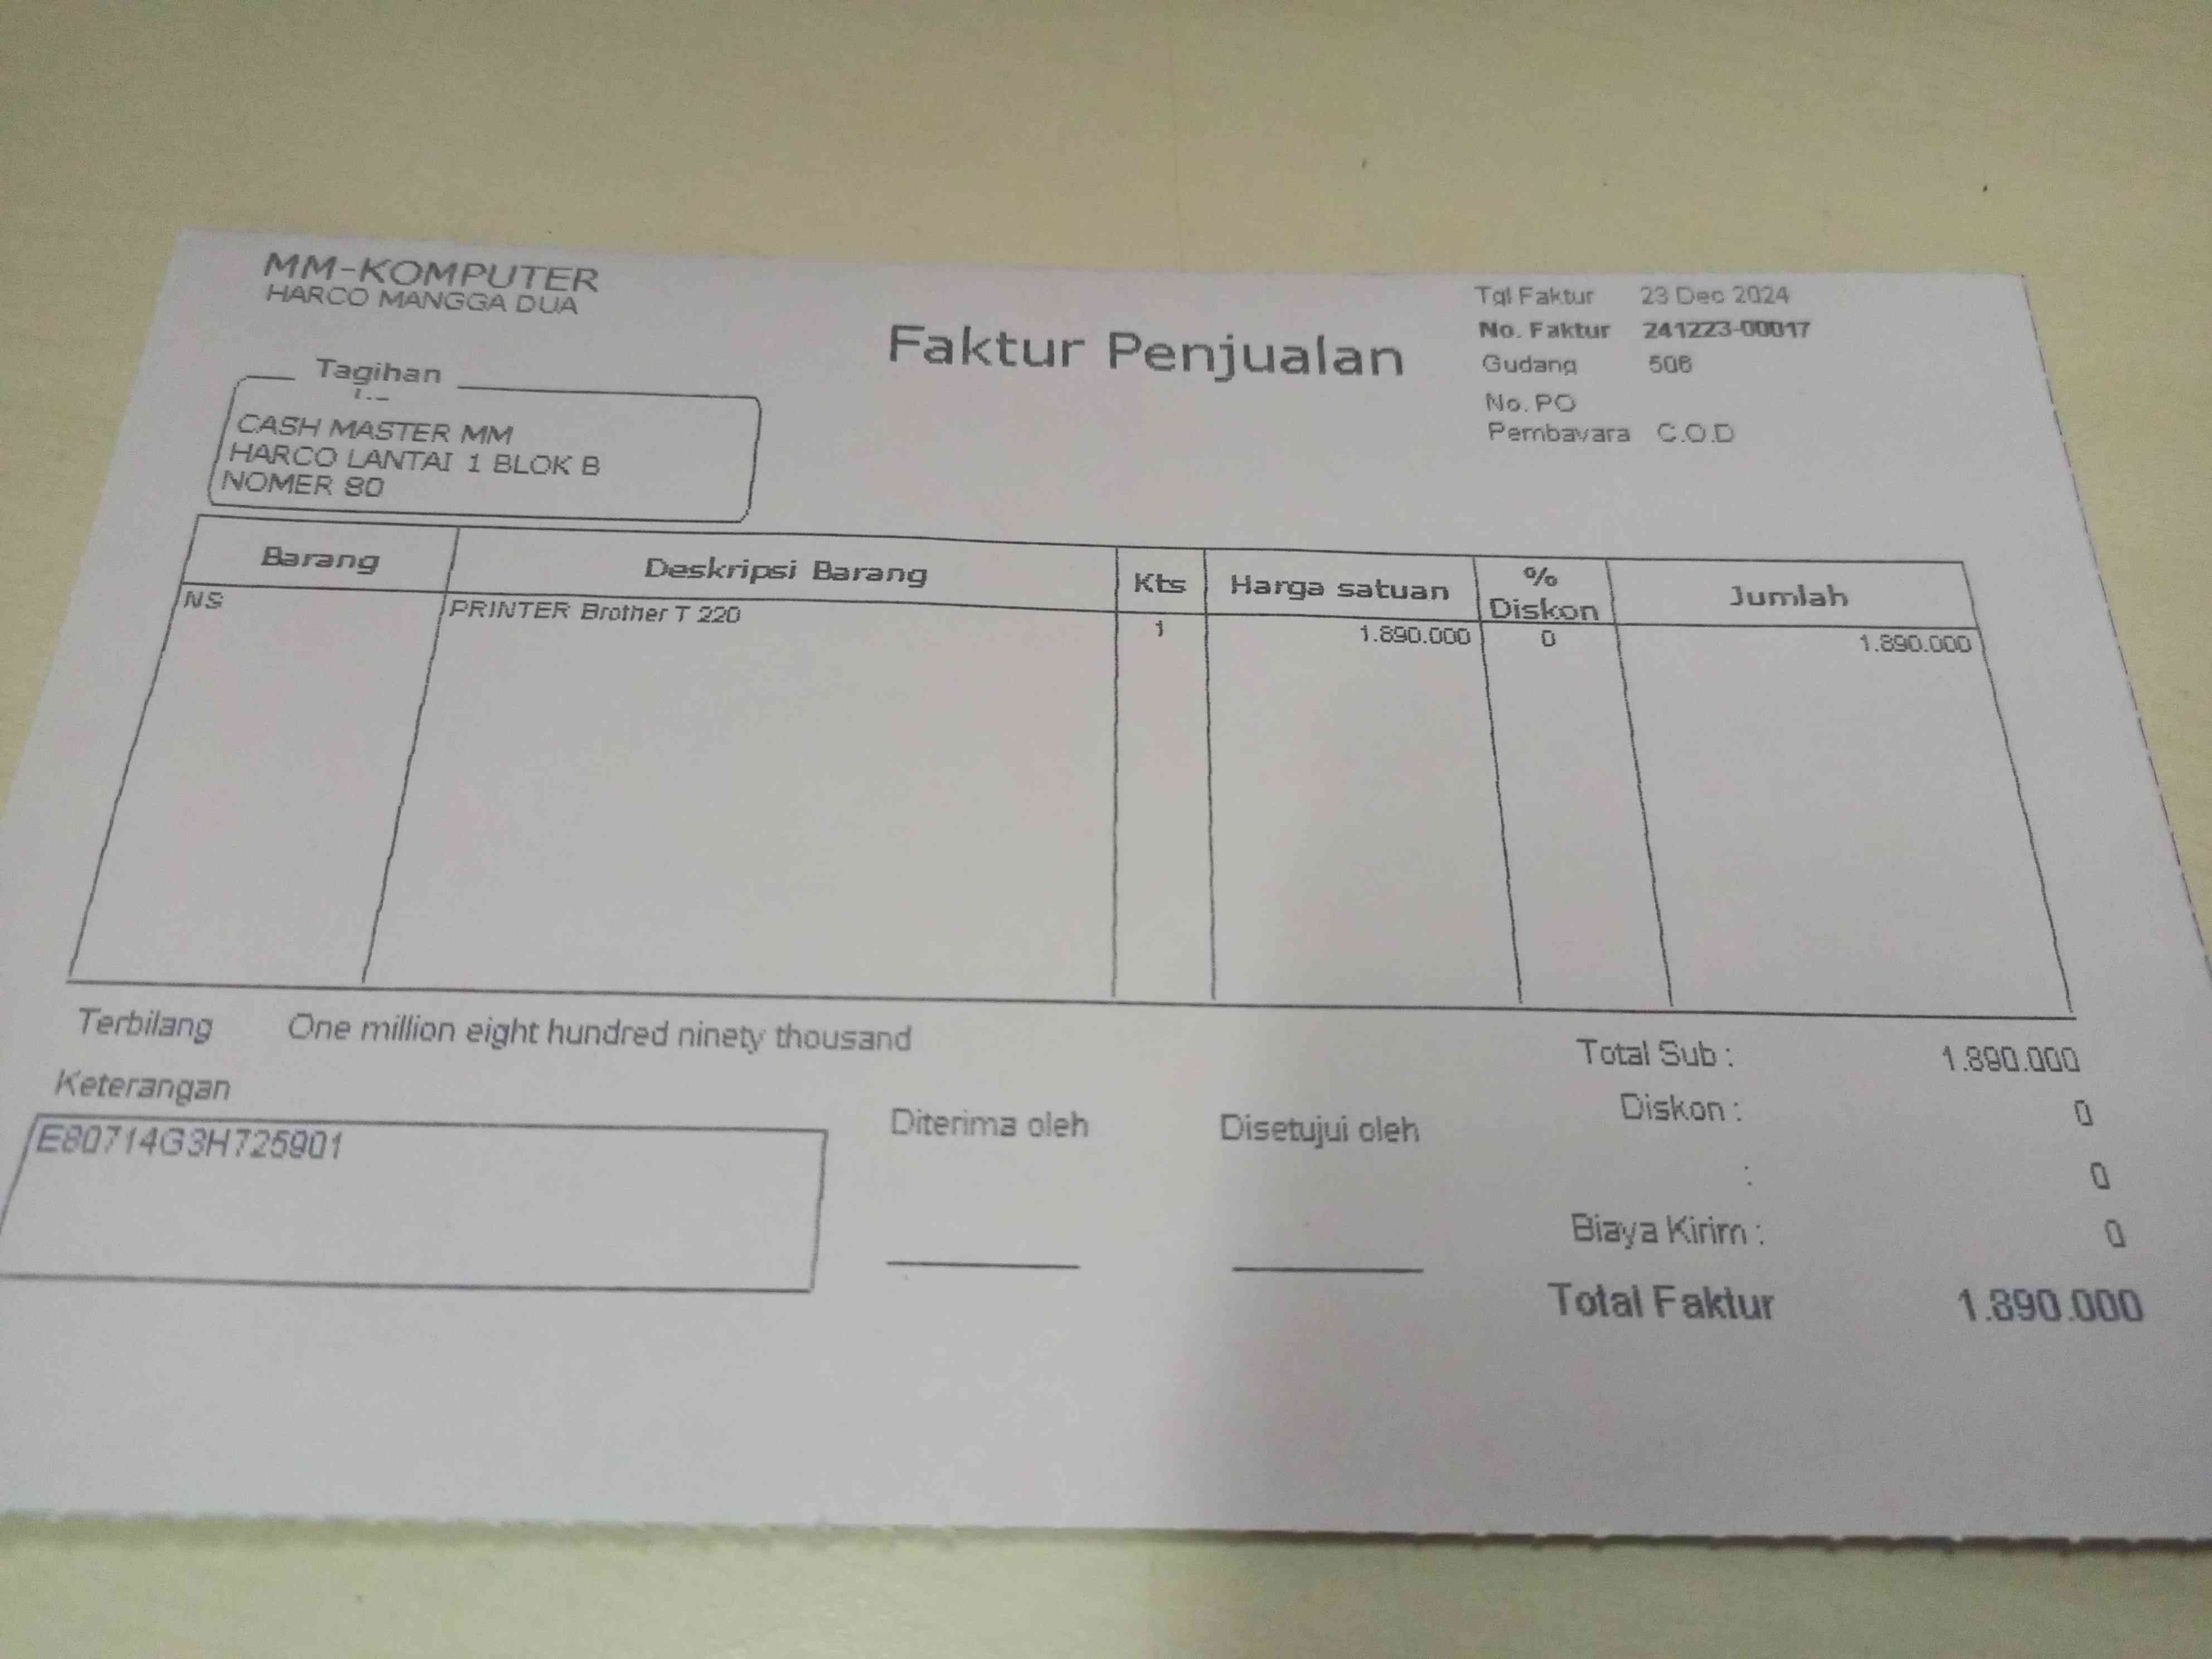 MM-KOMPUTER
HARCO MANGGA DUA
Faktur Penjualan
Tgl Faktur 23 Dec 2024
No. Faktur 241223-00017
Gudang 506
No. PO
Pembayara C.O.D
Tagihan
CASH MASTER MM
HARCO LANTAI 1 BLOK B
NOMER 80
Barang Deskripsi Barang Kts Harga satuan % Diskon Jumlah
NS PRINTER Brother T 220 1 1.890.000 0 1.890.000
Terbilang One million eight hundred ninety thousand
Keterangan
E80714G3H725901
Diterima oleh
Disetujui oleh
Total Sub : 1.890.000
Diskon : 0
: 0
Biaya Kirim : 0
Total Faktur 1.890.000